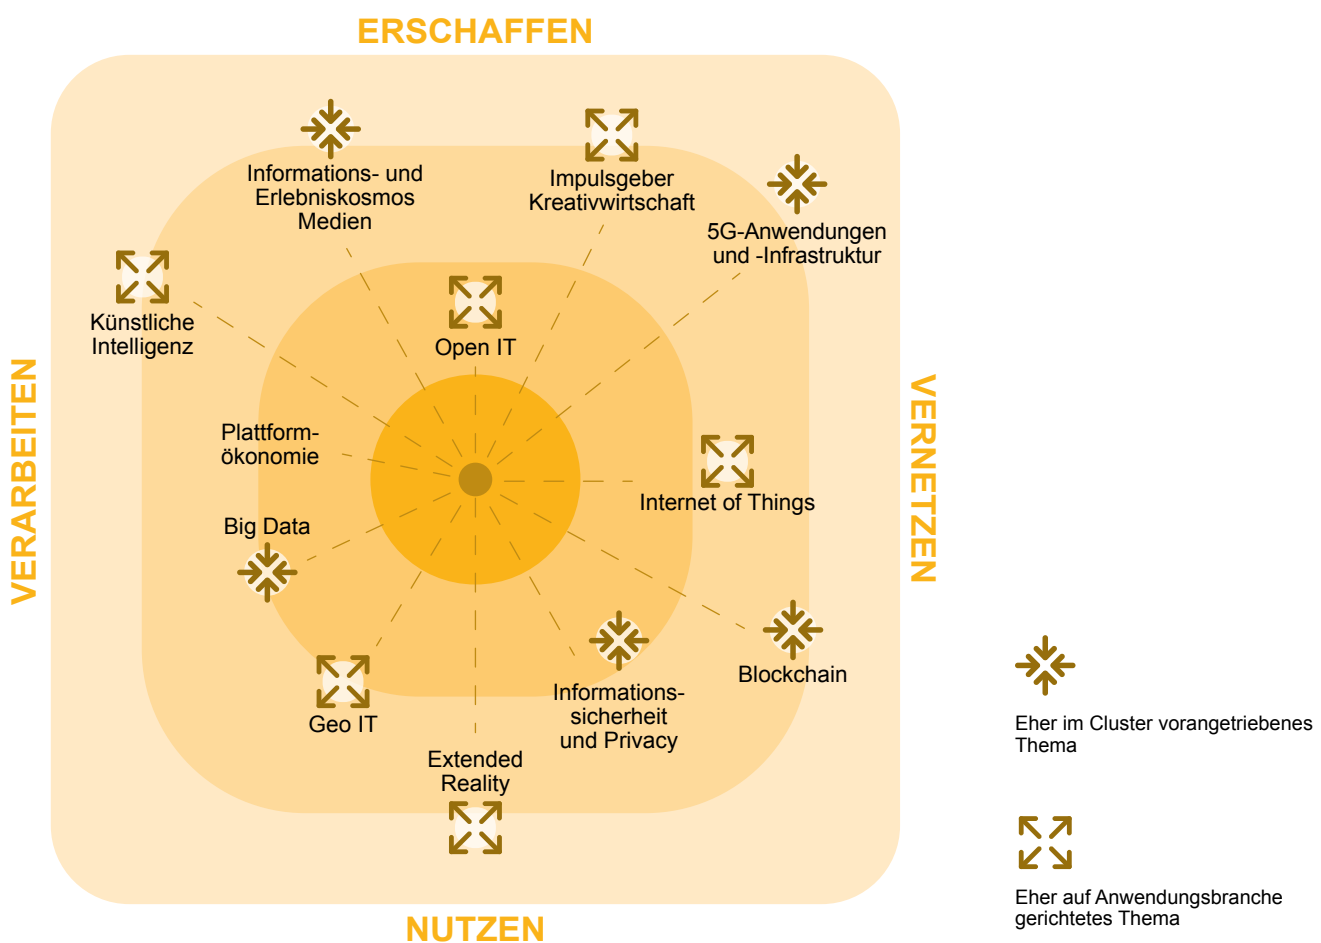 ERSCHAFFEN
Informations- und
Erlebniskosmos
Medien
Impulsgeber
Kreativwirtschaft
5G-Anwendungen
und -Infrastruktur
Künstliche
Intelligenz
Open IT
VERARBEITEN
VERNETZEN
Plattform-
ökonomie
Internet of Things
Big Data
Geo IT
Informations-
sicherheit
und Privacy
Blockchain
Extended
Reality
NUTZEN
Eher im Cluster vorangetriebenes
Thema
Eher auf Anwendungsbranche
gerichtetes Thema